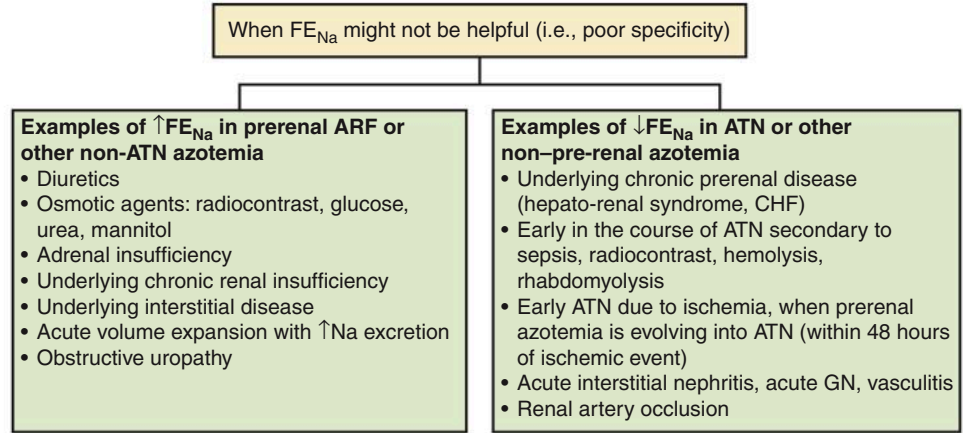 When FENa might not be helpful (i.e., poor specificity)
Examples of ↑FENa in prerenal ARF or
other non-ATN azotemia
• Diuretics
• Osmotic agents: radiocontrast, glucose,
urea, mannitol
• Adrenal insufficiency
• Underlying chronic renal insufficiency
• Underlying interstitial disease
• Acute volume expansion with ↑Na excretion
• Obstructive uropathy
Examples of ↓FENa in ATN or other
non–pre-renal azotemia
• Underlying chronic prerenal disease
(hepato-renal syndrome, CHF)
• Early in the course of ATN secondary to
sepsis, radiocontrast, hemolysis,
rhabdomyolysis
• Early ATN due to ischemia, when prerenal
azotemia is evolving into ATN (within 48 hours
of ischemic event)
• Acute interstitial nephritis, acute GN, vasculitis
• Renal artery occlusion